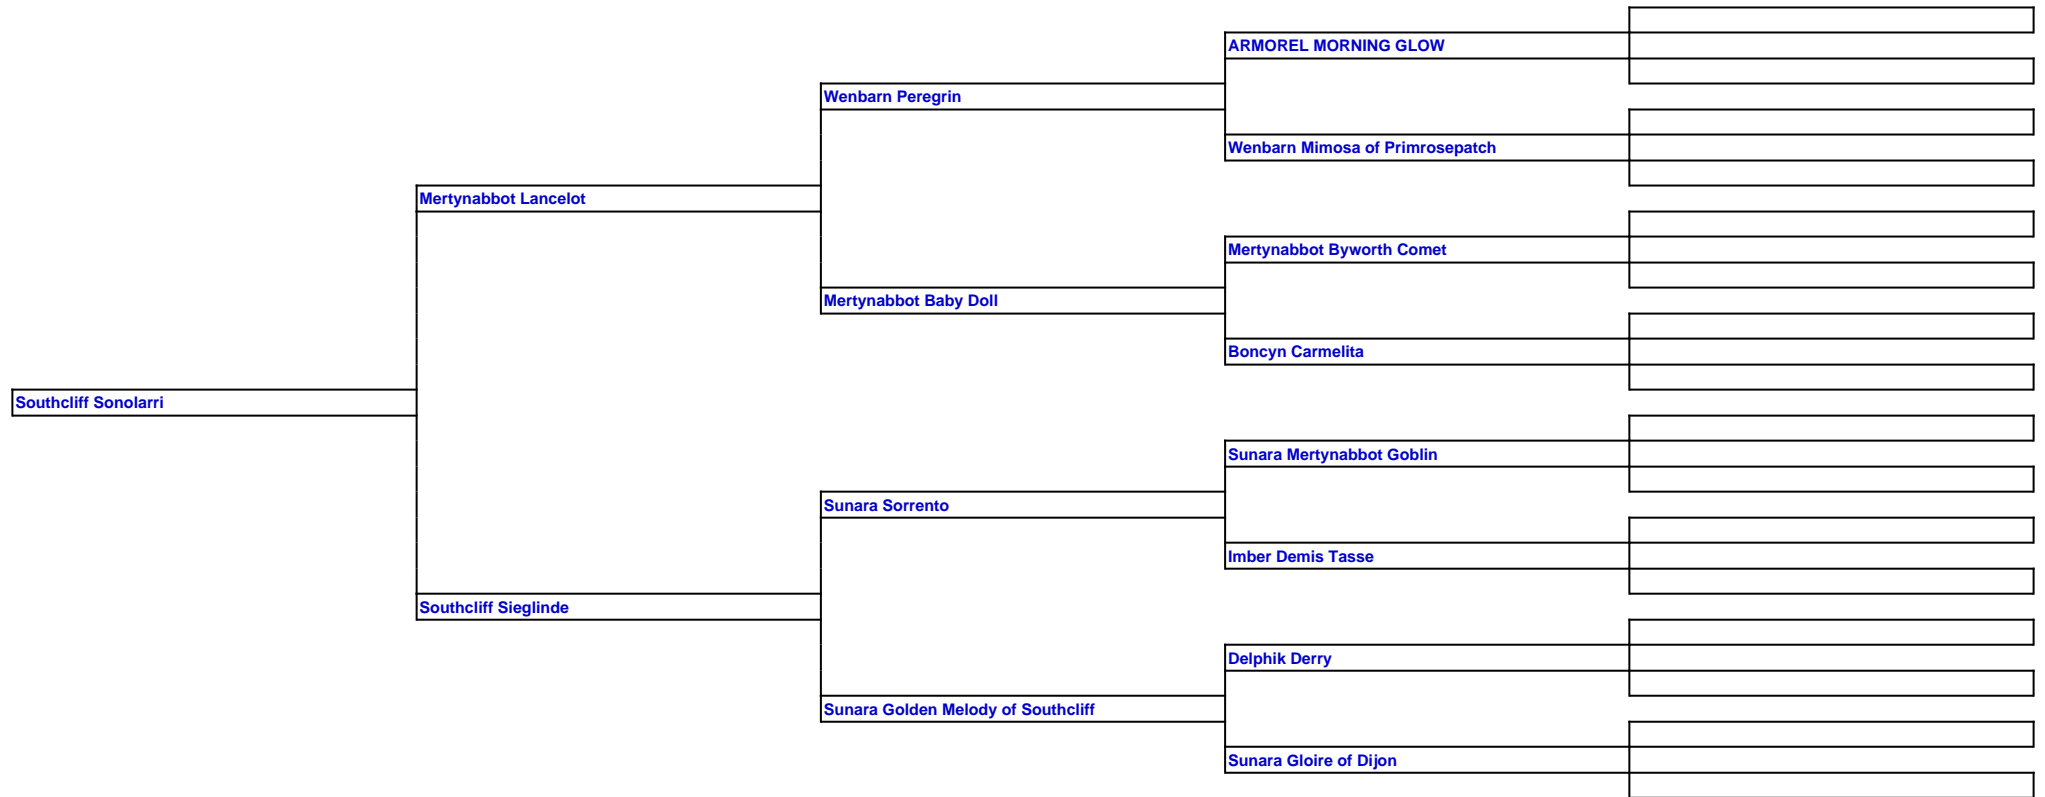 ARMOREL MORNING GLOW
Wenbarn Peregrin
Wenbarn Mimosa of Primrosepatch
Mertynabbot Lancelot
Mertynabbot Byworth Comet
Mertynabbot Baby Doll
Boncyn Carmelita
Southcliff Sonolarri
Sunara Mertynabbot Goblin
Sunara Sorrento
Imber Demis Tasse
Southcliff Sieglinde
Delphik Derry
Sunara Golden Melody of Southcliff
Sunara Gloire of Dijon